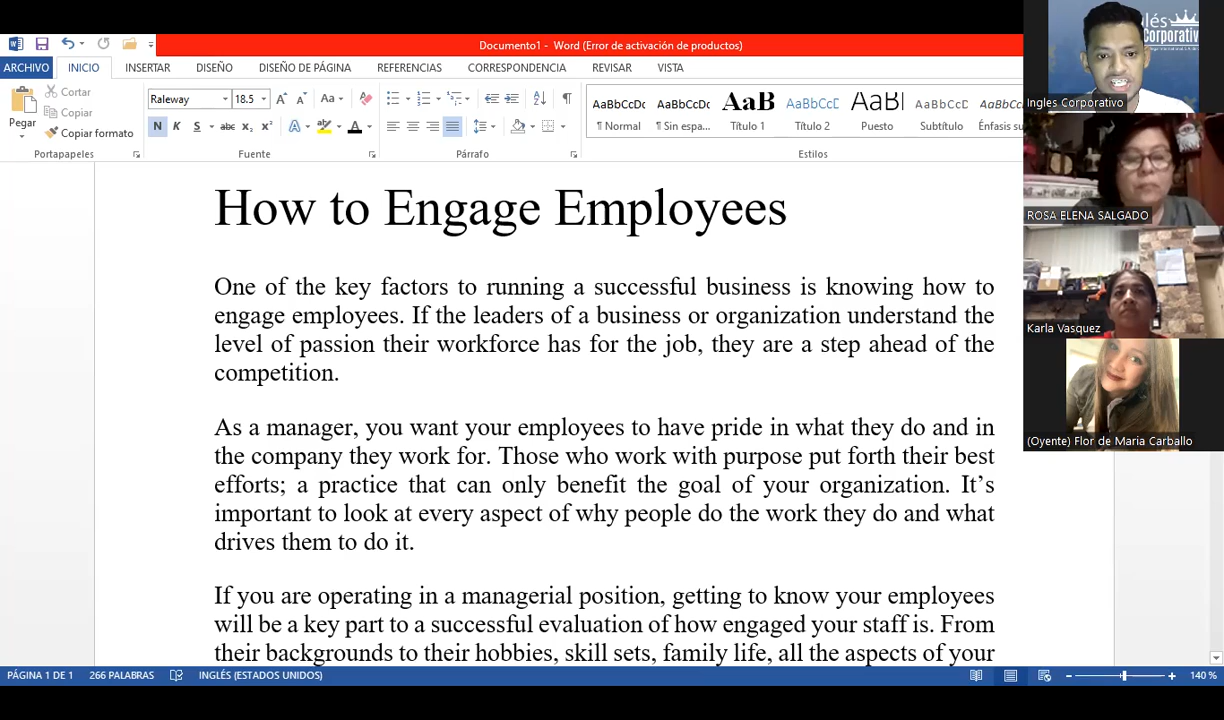 Documento1 - Word (Error de activación de productos)
ARCHIVO INICIO INSERTAR DISEÑO DISEÑO DE PÁGINA REFERENCIAS CORRESPONDENCIA REVISAR VISTA
Pegar
Cortar
Copiar
Copiar formato
Portapapeles
Raleway 18.5
N K S abc x₂ x²
Fuente
Párrafo
AaBbCcDc AaBbCcDc AaB AaBbCcD AaB AaBbCcD AaBbCcDc
¶ Normal ¶ Sin espa... Título 1 Título 2 Puesto Subtítulo Énfasis su
Estilos
How to Engage Employees
One of the key factors to running a successful business is knowing how to
engage employees. If the leaders of a business or organization understand the
level of passion their workforce has for the job, they are a step ahead of the
competition.
As a manager, you want your employees to have pride in what they do and in
the company they work for. Those who work with purpose put forth their best
efforts; a practice that can only benefit the goal of your organization. It’s
important to look at every aspect of why people do the work they do and what
drives them to do it.
If you are operating in a managerial position, getting to know your employees
will be a key part to a successful evaluation of how engaged your staff is. From
their backgrounds to their hobbies, skill sets, family life, all the aspects of your
PÁGINA 1 DE 1 266 PALABRAS INGLÉS (ESTADOS UNIDOS)
140 %
Ingles Corporativo
ROSA ELENA SALGADO
Karla Vasquez
(Oyente) Flor de Maria Carballo